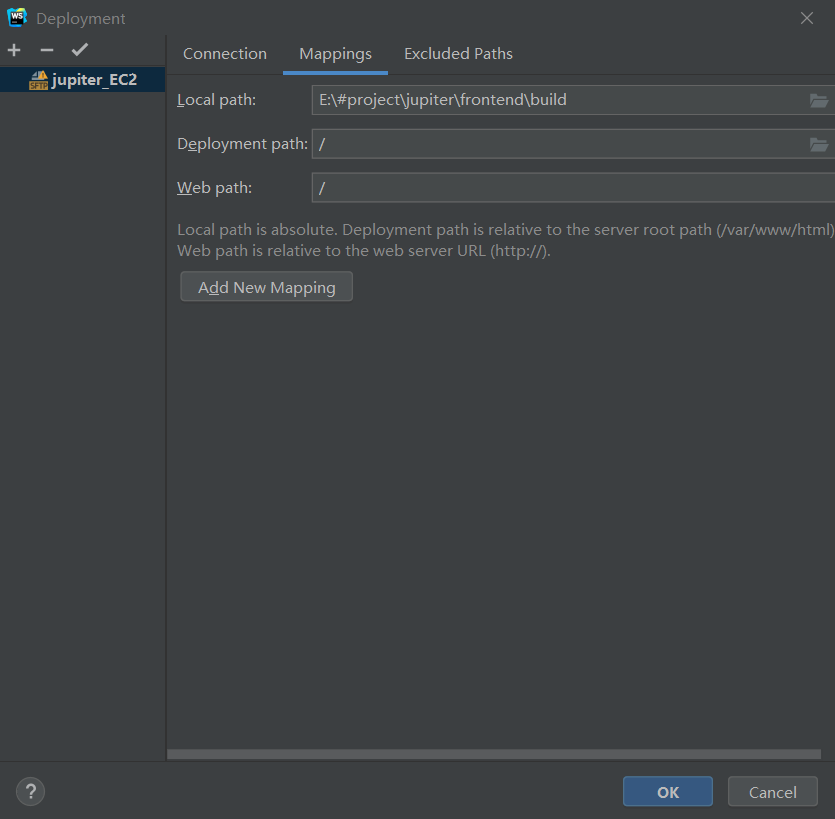 WS Deployment
SFTP jupiter_EC2
Connection Mappings Excluded Paths
Local path: E:\#project\jupiter\frontend\build
Deployment path: /
Web path: /
Local path is absolute. Deployment path is relative to the server root path (/var/www/html)
Web path is relative to the web server URL (http://).
Add New Mapping
? OK Cancel